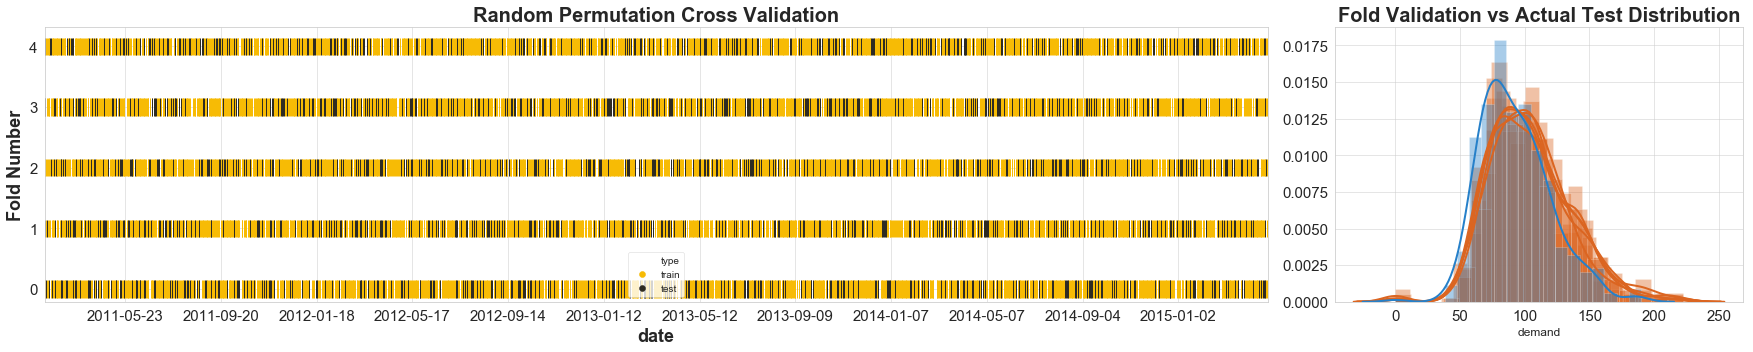 Random Permutation Cross Validation
Fold Number
4
3
2
1
0
type
train
test
2011-05-23 2011-09-20 2012-01-18 2012-05-17 2012-09-14 2013-01-12 2013-05-12 2013-09-09 2014-01-07 2014-05-07 2014-09-04 2015-01-02
date
Fold Validation vs Actual Test Distribution
0.0175
0.0150
0.0125
0.0100
0.0075
0.0050
0.0025
0.0000
0 50 100 150 200 250
demand